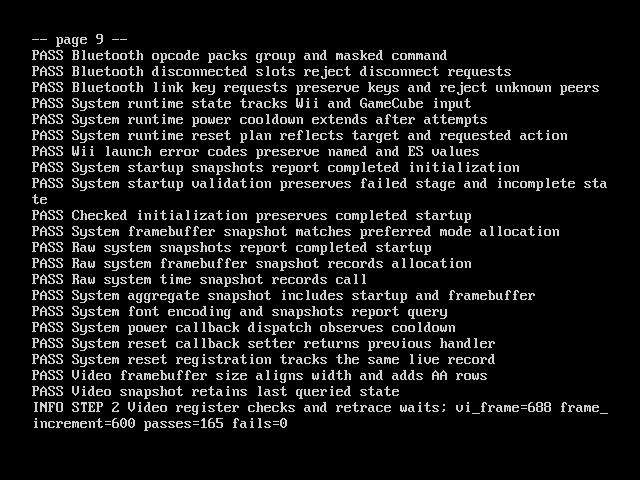 -- page 9 --
PASS Bluetooth opcode packs group and masked command
PASS Bluetooth disconnected slots reject disconnect requests
PASS Bluetooth link key requests preserve keys and reject unknown peers
PASS System runtime state tracks Wii and GameCube input
PASS System runtime power cooldown extends after attempts
PASS System runtime reset plan reflects target and requested action
PASS Wii launch error codes preserve named and ES values
PASS System startup snapshots report completed initialization
PASS System startup validation preserves failed stage and incomplete sta
te
PASS Checked initialization preserves completed startup
PASS System framebuffer snapshot matches preferred mode allocation
PASS Raw system snapshots report completed startup
PASS Raw system framebuffer snapshot records allocation
PASS Raw system time snapshot records call
PASS System aggregate snapshot includes startup and framebuffer
PASS System font encoding and snapshots report query
PASS System power callback dispatch observes cooldown
PASS System reset callback setter returns previous handler
PASS System reset registration tracks the same live record
PASS Video framebuffer size aligns width and adds AA rows
PASS Video snapshot retains last queried state
INFO STEP 2 Video register checks and retrace waits; vi_frame=688 frame_
increment=600 passes=165 fails=0